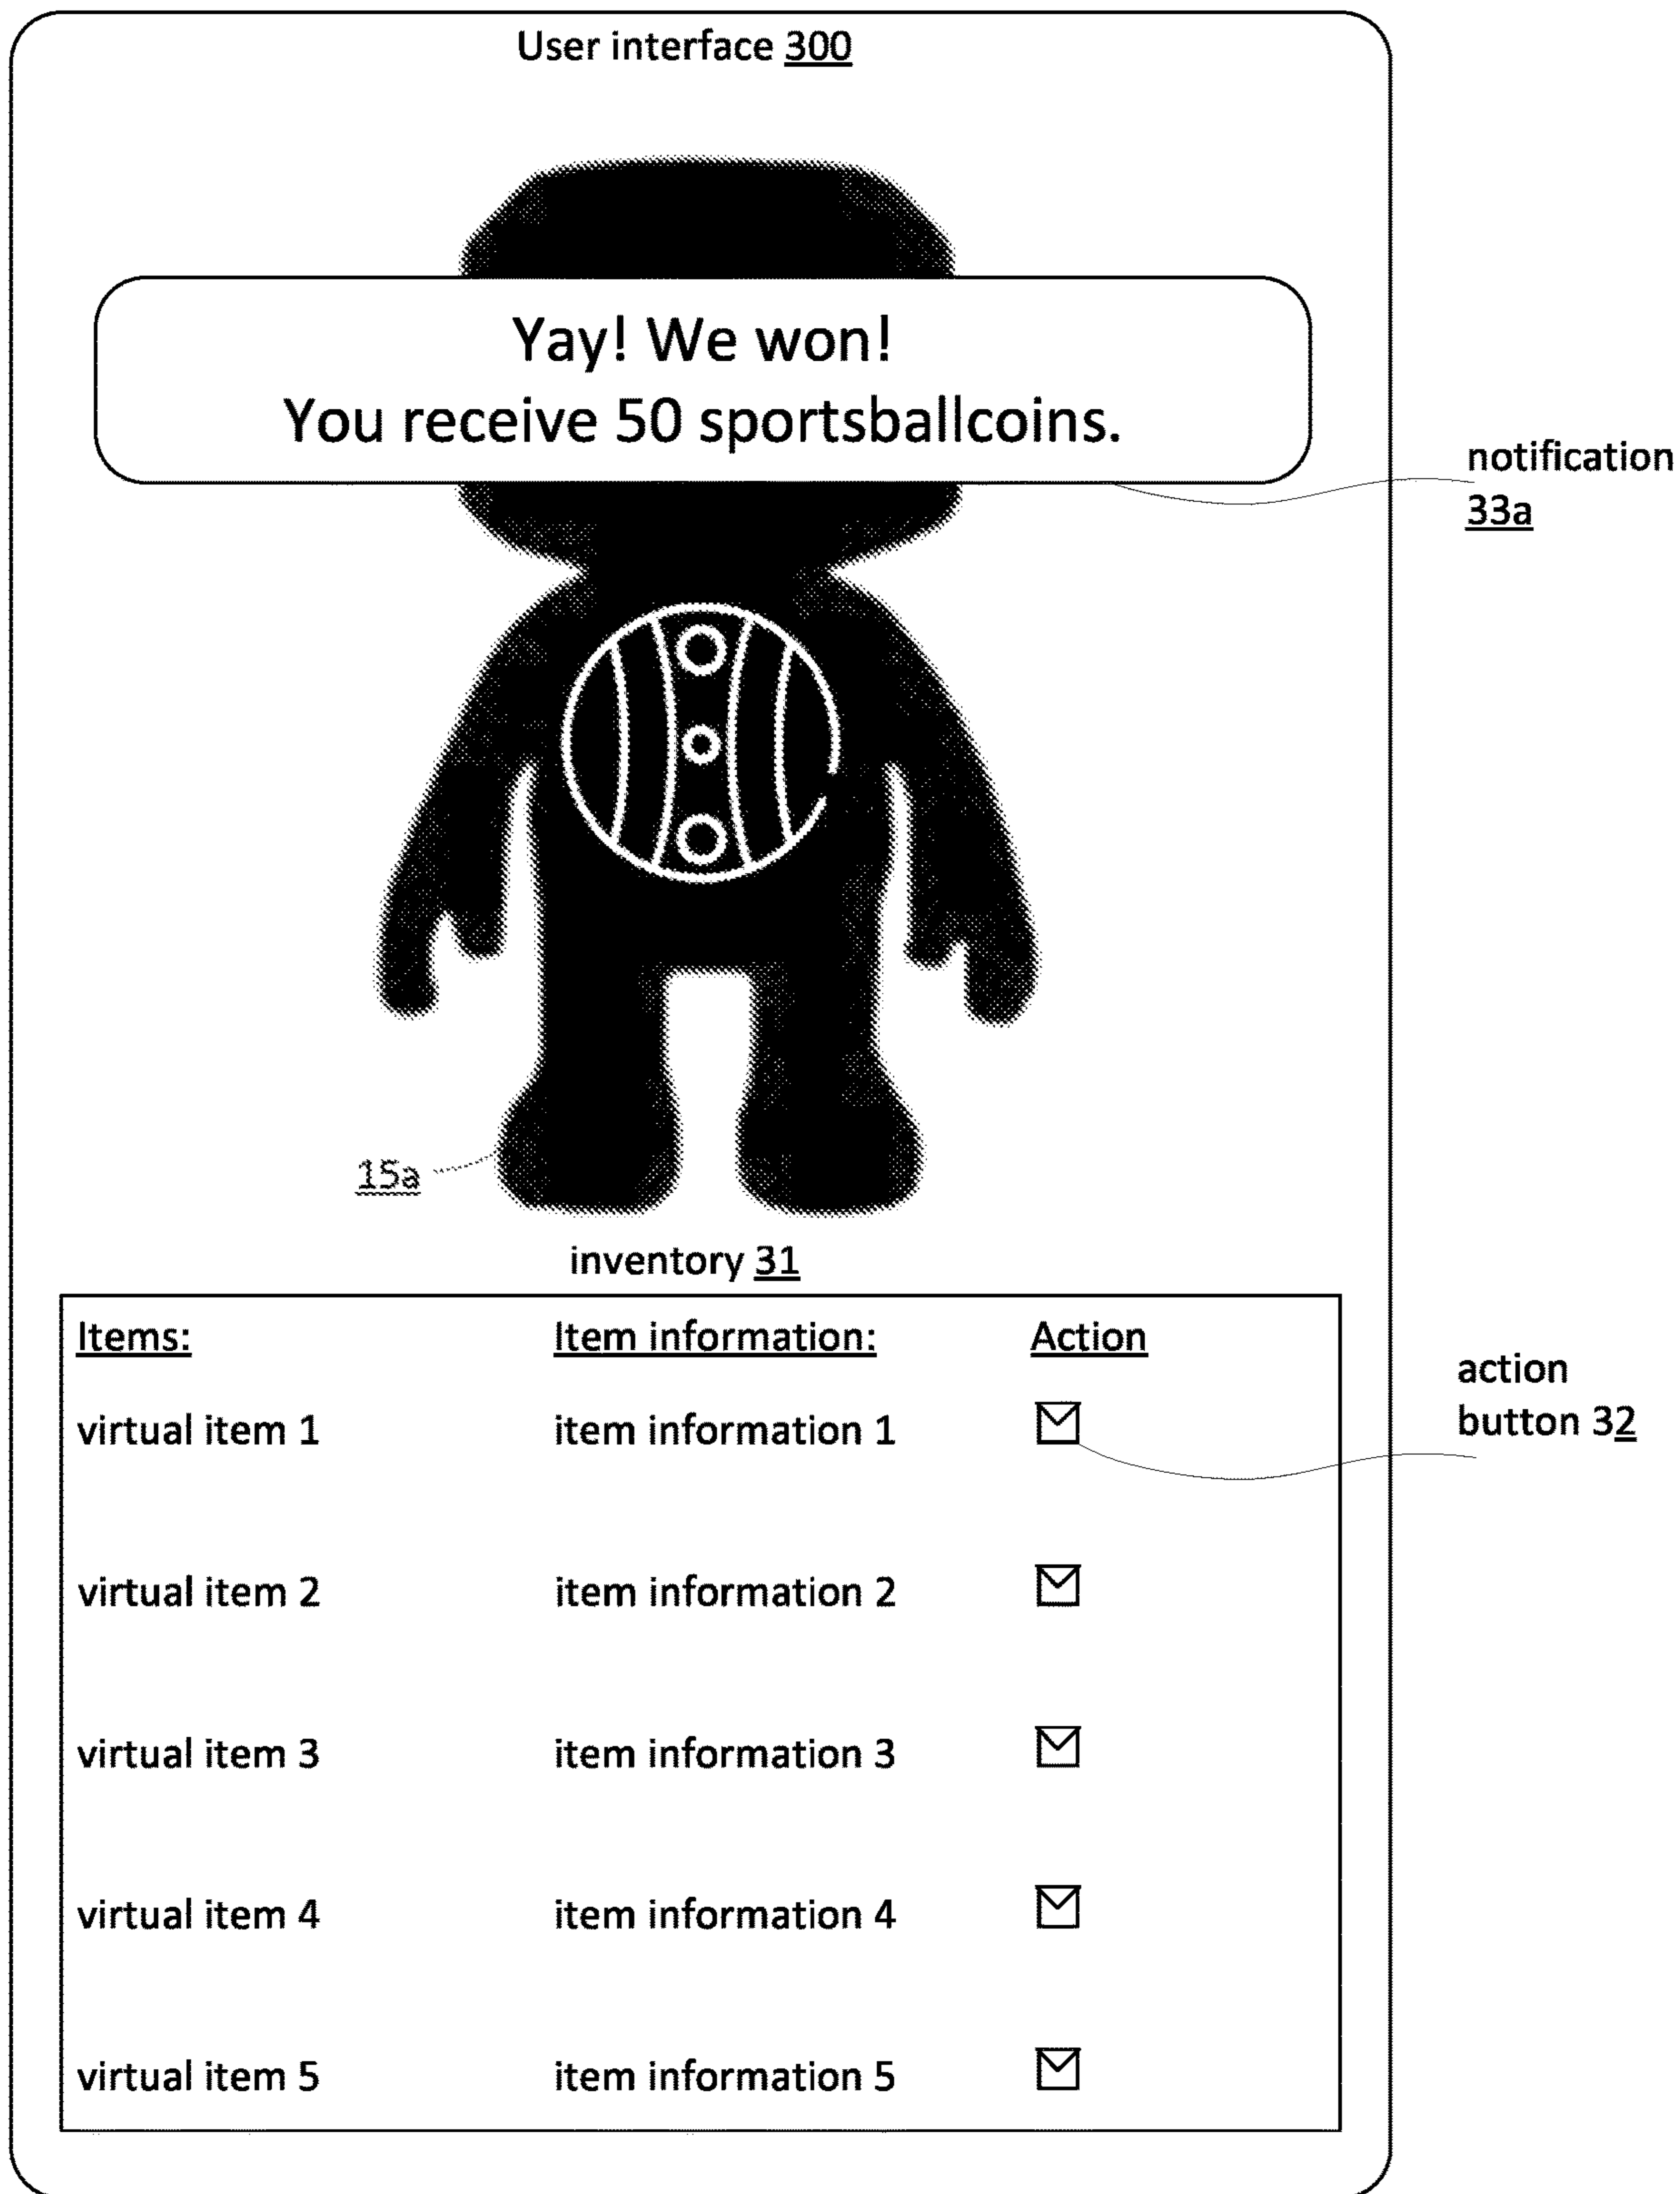 User interface 300
Yay! We won!
You receive 50 sportsballcoins.
notification
33a
15a
inventory 31
Items: Item information: Action
action
button 32
virtual item 1 item information 1
virtual item 2 item information 2
virtual item 3 item information 3
virtual item 4 item information 4
virtual item 5 item information 5